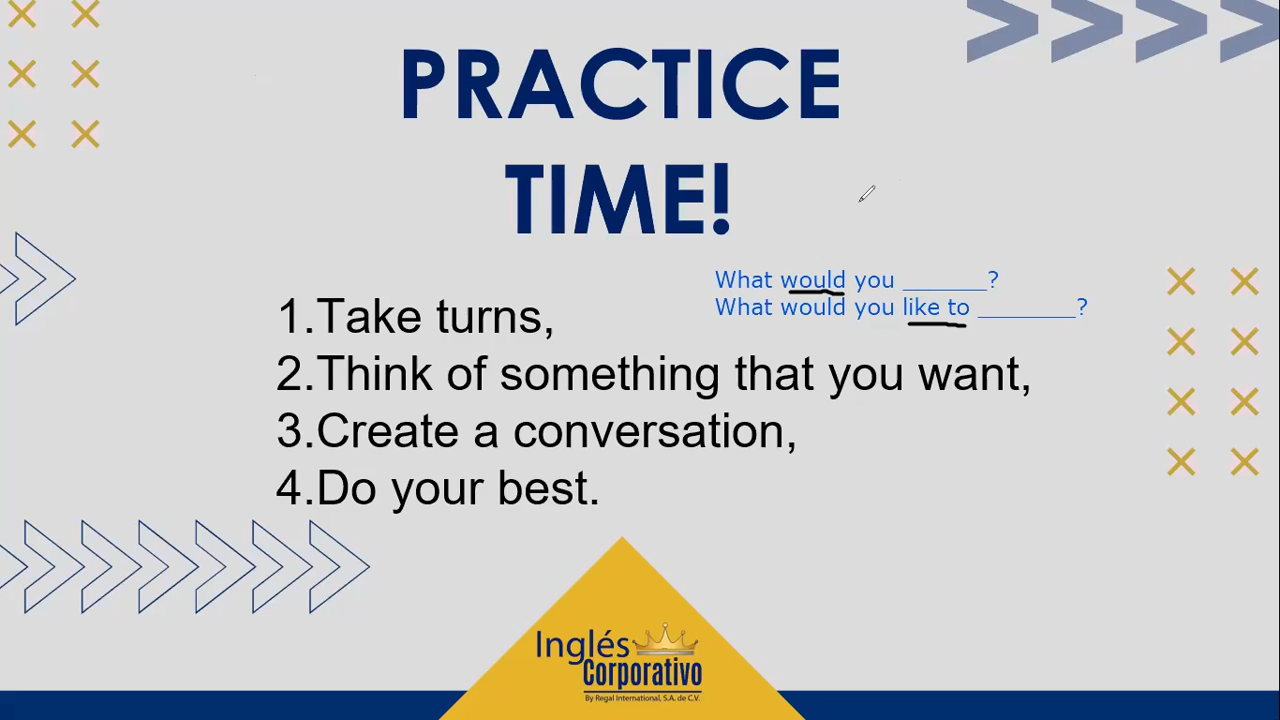 PRACTICE
TIME!
What would you _______?
What would you like to ________?
1.Take turns,
2.Think of something that you want,
3.Create a conversation,
4.Do your best.
Inglés
Corporativo
By Regal International, S.A. de C.V.